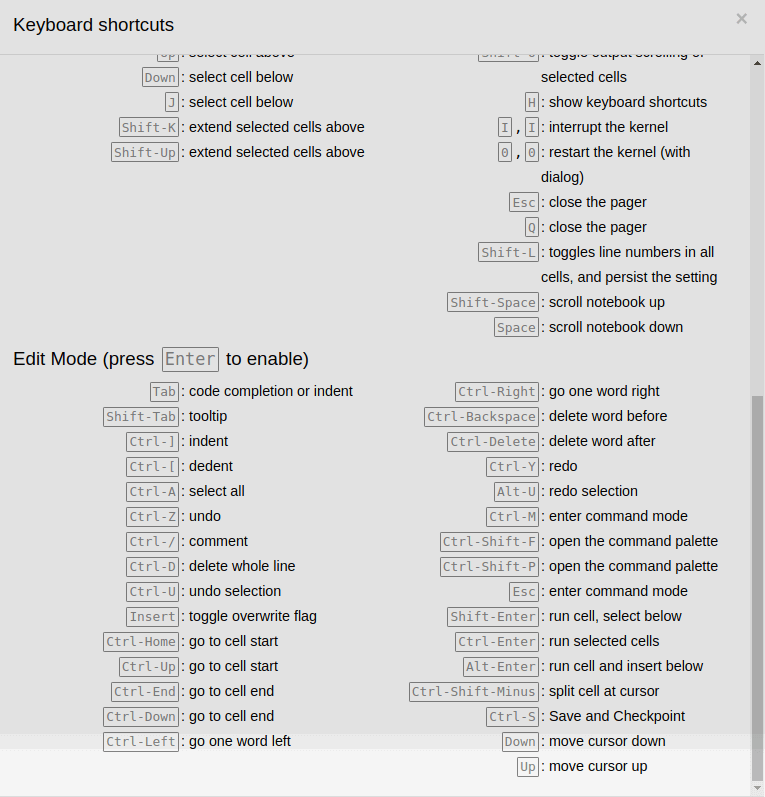 Keyboard shortcuts
×
Up : select cell above
Down : select cell below
J : select cell below
Shift-K : extend selected cells above
Shift-Up : extend selected cells above
Shift-O : toggle output scrolling of
selected cells
H : show keyboard shortcuts
I , I : interrupt the kernel
0 , 0 : restart the kernel (with
dialog)
Esc : close the pager
Q : close the pager
Shift-L : toggles line numbers in all
cells, and persist the setting
Shift-Space : scroll notebook up
Space : scroll notebook down
Edit Mode (press Enter to enable)
Tab : code completion or indent
Shift-Tab : tooltip
Ctrl-] : indent
Ctrl-[ : dedent
Ctrl-A : select all
Ctrl-Z : undo
Ctrl-/ : comment
Ctrl-D : delete whole line
Ctrl-U : undo selection
Insert : toggle overwrite flag
Ctrl-Home : go to cell start
Ctrl-Up : go to cell start
Ctrl-End : go to cell end
Ctrl-Down : go to cell end
Ctrl-Left : go one word left
Ctrl-Right : go one word right
Ctrl-Backspace : delete word before
Ctrl-Delete : delete word after
Ctrl-Y : redo
Alt-U : redo selection
Ctrl-M : enter command mode
Ctrl-Shift-F : open the command palette
Ctrl-Shift-P : open the command palette
Esc : enter command mode
Shift-Enter : run cell, select below
Ctrl-Enter : run selected cells
Alt-Enter : run cell and insert below
Ctrl-Shift-Minus : split cell at cursor
Ctrl-S : Save and Checkpoint
Down : move cursor down
Up : move cursor up